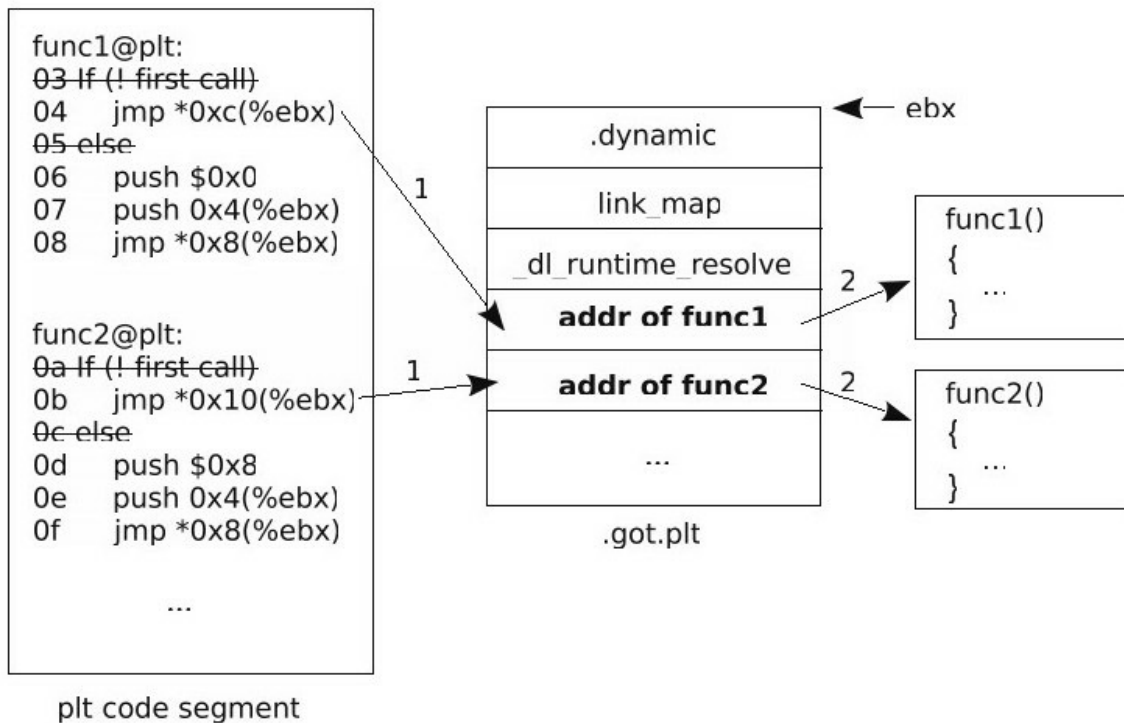 func1@plt:
03 If (! first call)
04 jmp *0xc(%ebx)
05 else
06 push $0x0
07 push 0x4(%ebx)
08 jmp *0x8(%ebx)
func2@plt:
0a If (! first call)
0b jmp *0x10(%ebx)
0c else
0d push $0x8
0e push 0x4(%ebx)
0f jmp *0x8(%ebx)
...
plt code segment
1
1
ebx
.dynamic
link_map
_dl_runtime_resolve
addr of func1
addr of func2
...
.got.plt
2
2
func1()
{
...
}
func2()
{
...
}